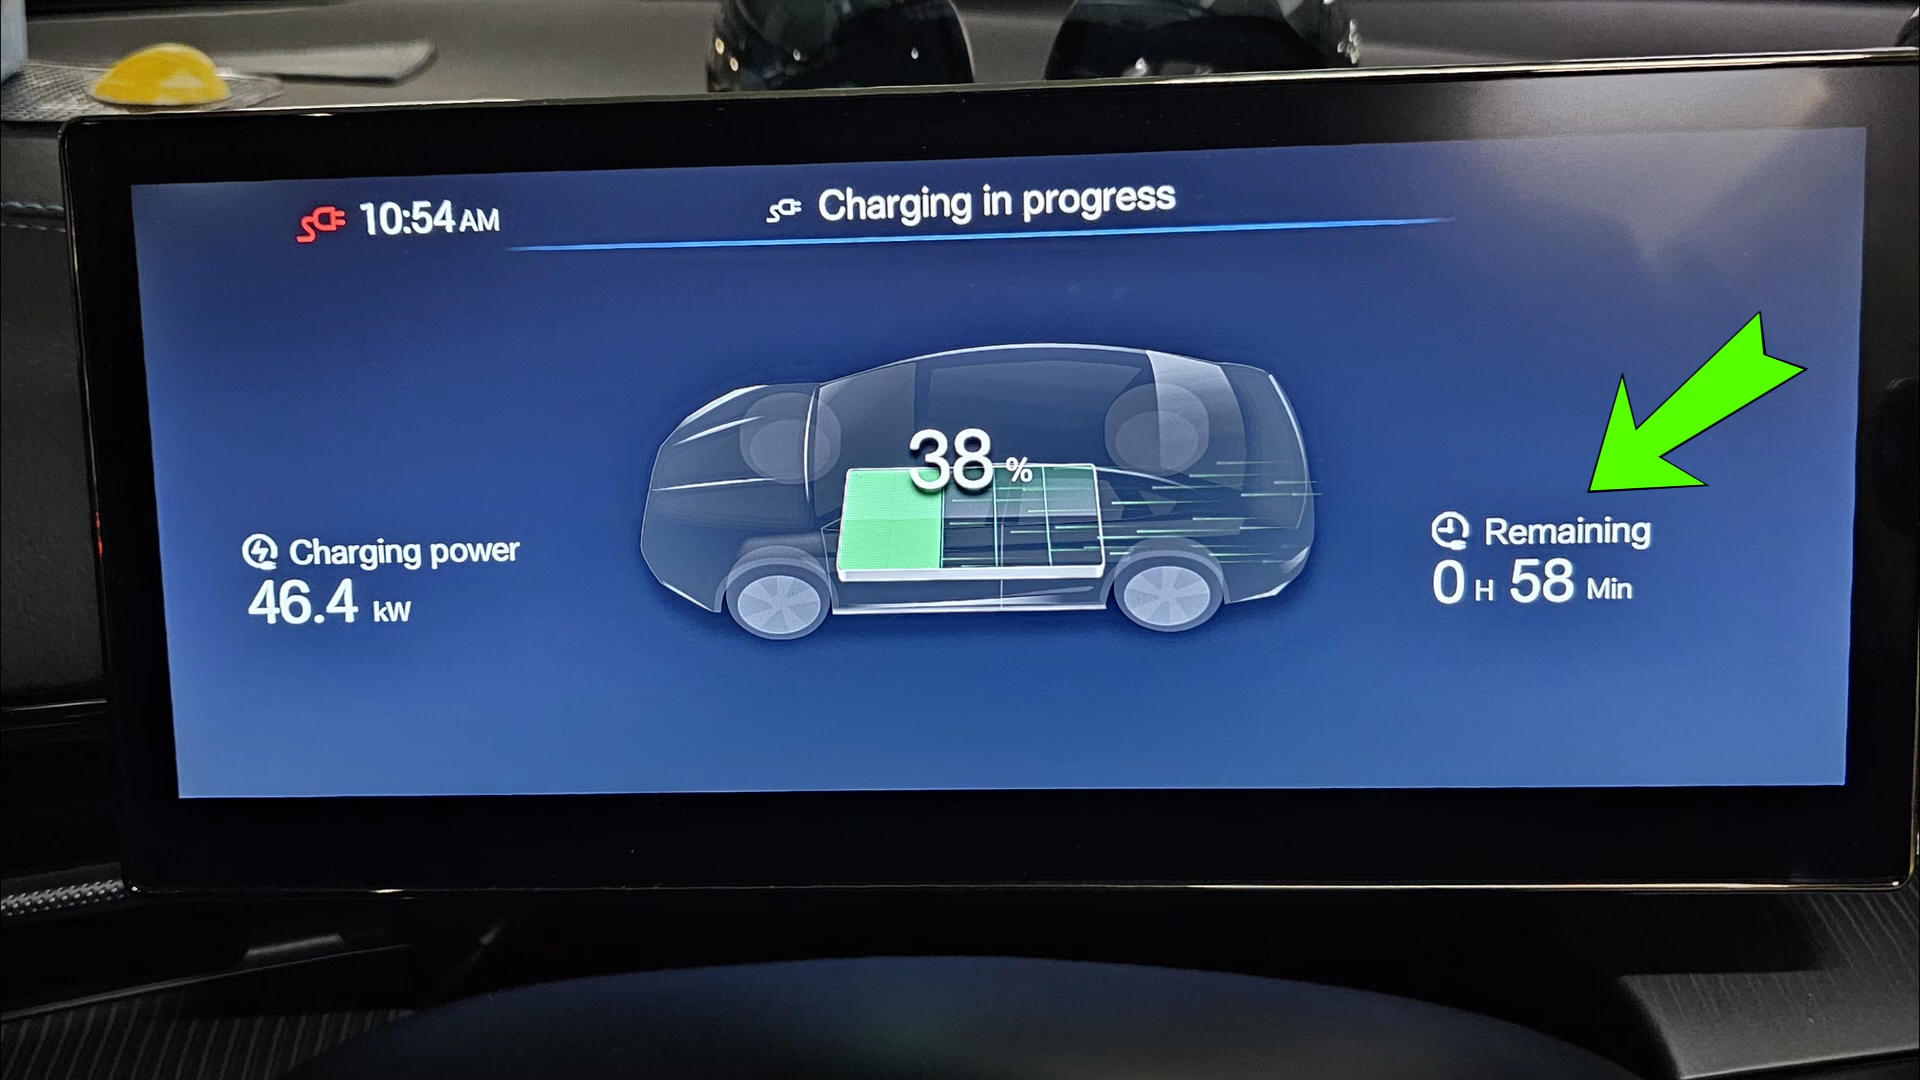 10:54 AM
Charging in progress
38 %
Charging power
46.4 kW
Remaining
0 H 58 Min